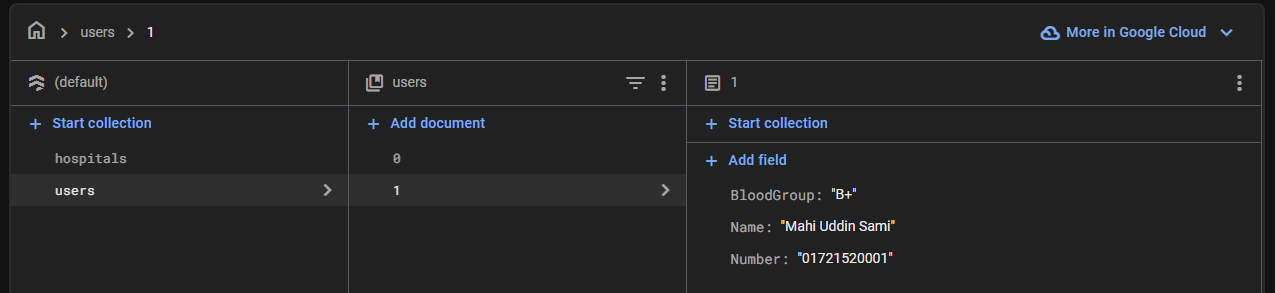 users
1
More in Google Cloud
(default)
users
1
Start collection
Add document
Start collection
hospitals
0
Add field
users
1
BloodGroup: "B+"
Name: "Mahi Uddin Sami"
Number: "01721520001"